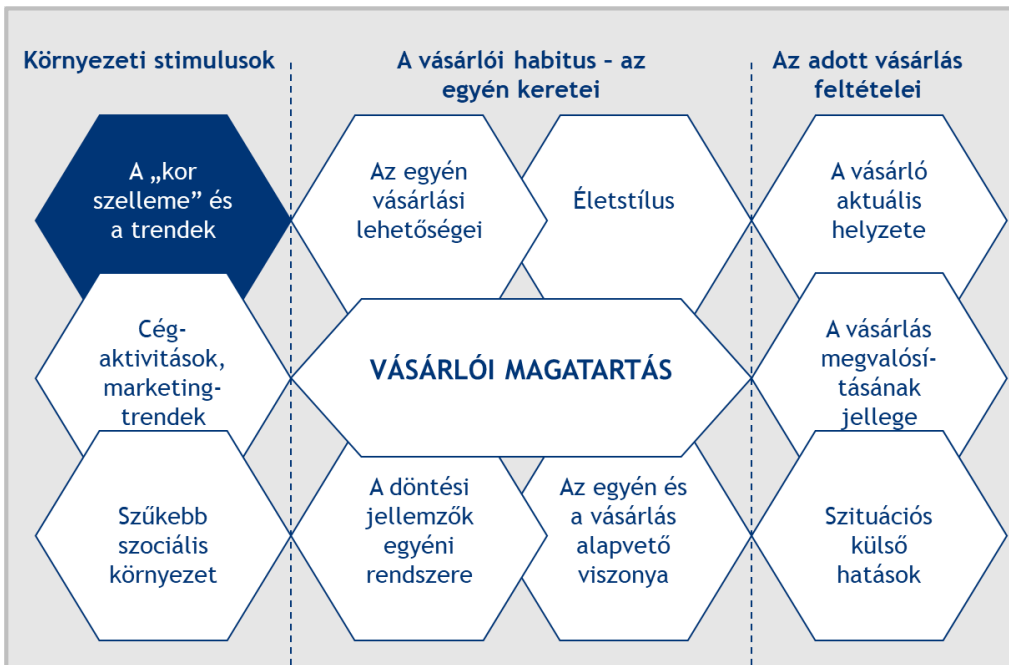 Környezeti stimulusok
A vásárlói habitus – az
egyén keretei
Az adott vásárlás
feltételei
A „kor
szelleme” és
a trendek
Az egyén
vásárlási
lehetőségei
Életstílus
A vásárló
aktuális
helyzete
Cég-
aktivitások,
marketing-
trendek
VÁSÁRLÓI MAGATARTÁS
A vásárlás
megvalósí-
tásának
jellege
Szűkebb
szociális
környezet
A döntési
jellemzők
egyéni
rendszere
Az egyén és
a vásárlás
alapvető
viszonya
Szituációs
külső
hatások